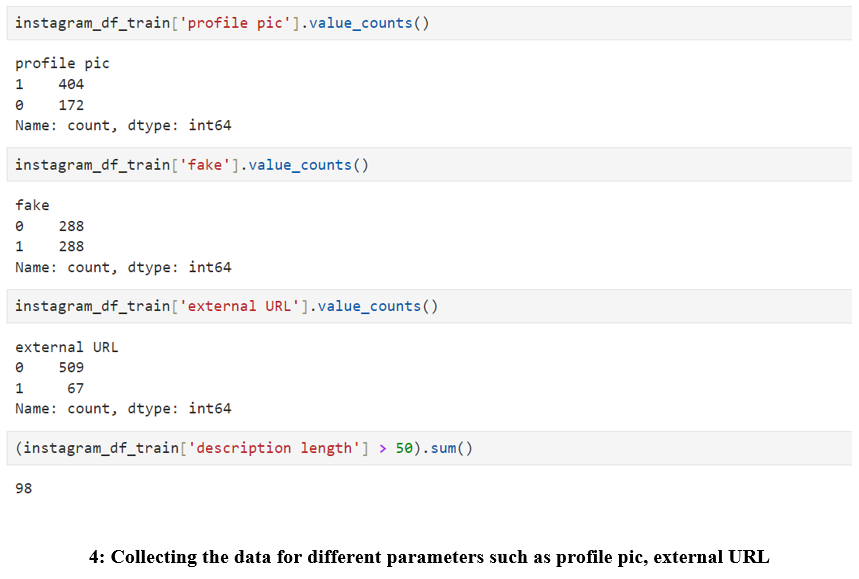 instagram_df_train['profile pic'].value_counts()
profile pic
1    404
0    172
Name: count, dtype: int64
instagram_df_train['fake'].value_counts()
fake
0    288
1    288
Name: count, dtype: int64
instagram_df_train['external URL'].value_counts()
external URL
0    509
1     67
Name: count, dtype: int64
(instagram_df_train['description length'] > 50).sum()
98
4: Collecting the data for different parameters such as profile pic, external URL